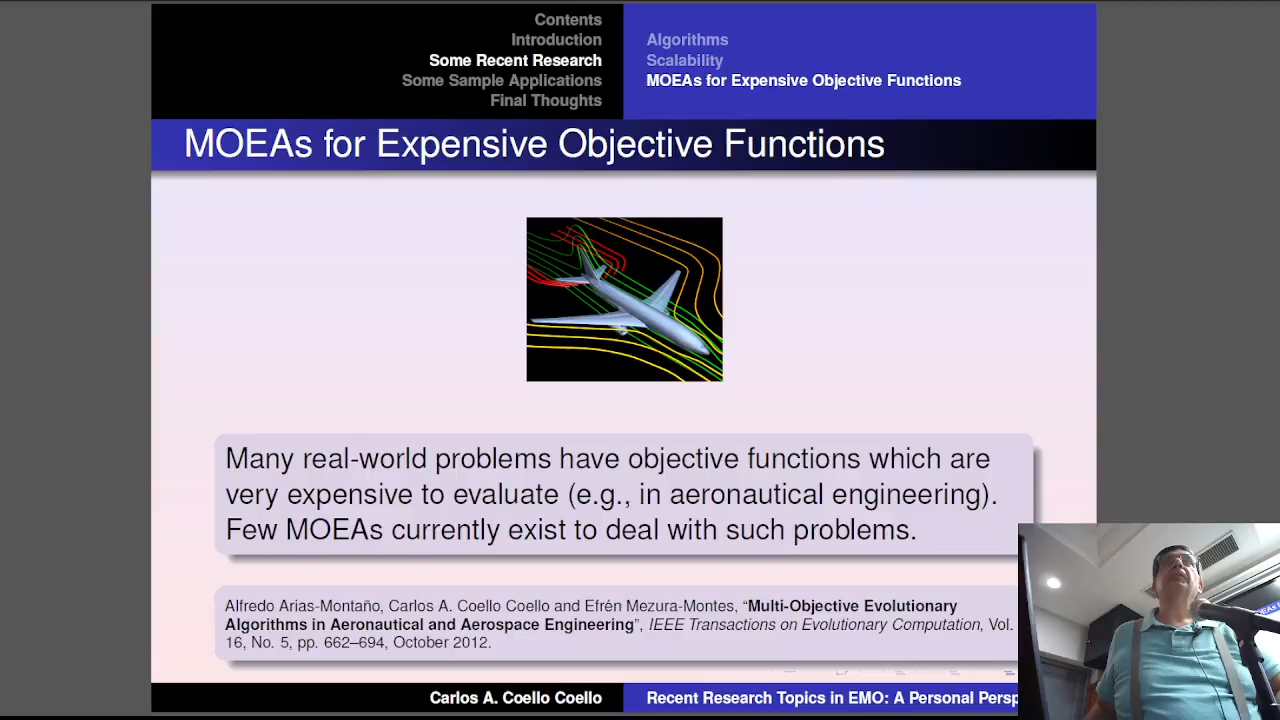 Contents
Introduction
Some Recent Research
Some Sample Applications
Final Thoughts
Algorithms
Scalability
MOEAs for Expensive Objective Functions
MOEAs for Expensive Objective Functions
Many real-world problems have objective functions which are
very expensive to evaluate (e.g., in aeronautical engineering).
Few MOEAs currently exist to deal with such problems.
Alfredo Arias-Montaño, Carlos A. Coello Coello and Efrén Mezura-Montes, “Multi-Objective Evolutionary
Algorithms in Aeronautical and Aerospace Engineering”, IEEE Transactions on Evolutionary Computation, Vol.
16, No. 5, pp. 662–694, October 2012.
Carlos A. Coello Coello
Recent Research Topics in EMO: A Personal Persp